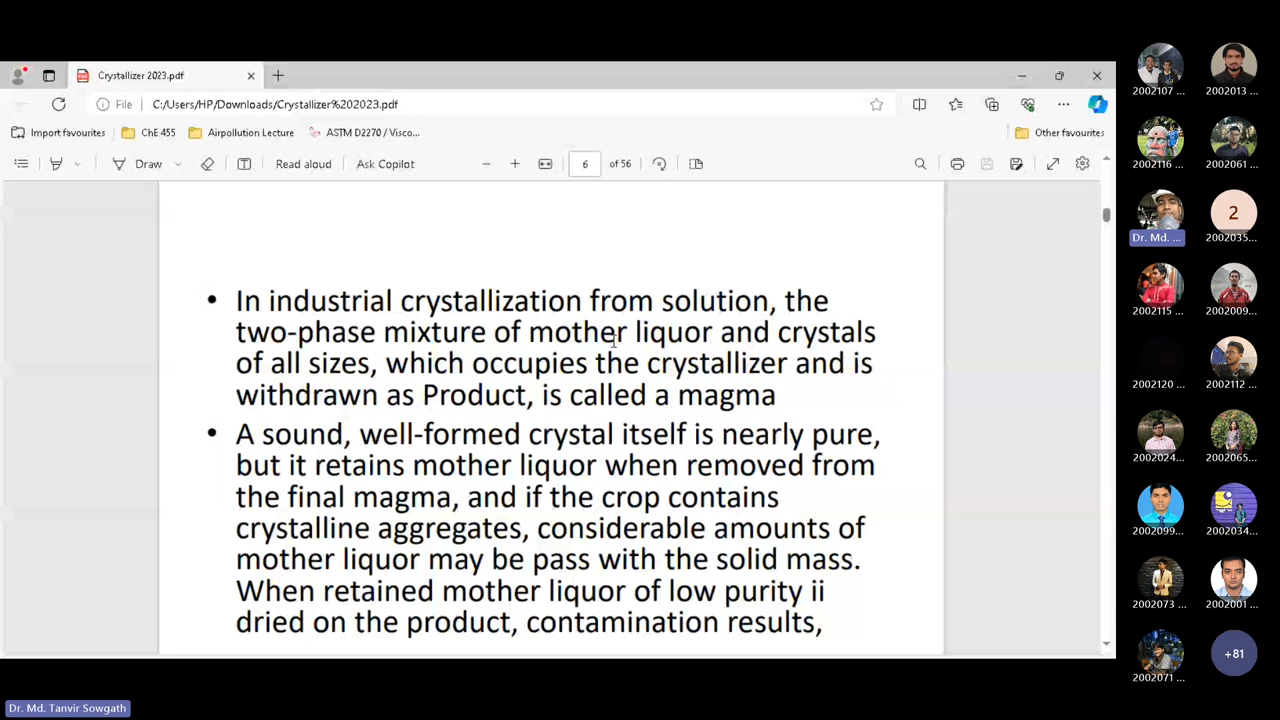 Crystallizer 2023.pdf
File C:/Users/HP/Downloads/Crystallizer%202023.pdf
Import favourites ChE 455 Airpollution Lecture ASTM D2270 / Visco... Other favourites
Draw Read aloud Ask Copilot 6 of 56
• In industrial crystallization from solution, the
two-phase mixture of mother liquor and crystals
of all sizes, which occupies the crystallizer and is
withdrawn as Product, is called a magma
• A sound, well-formed crystal itself is nearly pure,
but it retains mother liquor when removed from
the final magma, and if the crop contains
crystalline aggregates, considerable amounts of
mother liquor may be pass with the solid mass.
When retained mother liquor of low purity ii
dried on the product, contamination results,
2002107 ... 2002013 ...
2002116 ... 2002061 ...
2
Dr. Md. ... 2002035...
2002115 ... 2002009...
2002120 ... 2002112 ...
2002024... 2002065...
2002099... 2002034...
2002073 ... 2002001 ...
+81
2002071 ...
Dr. Md. Tanvir Sowgath